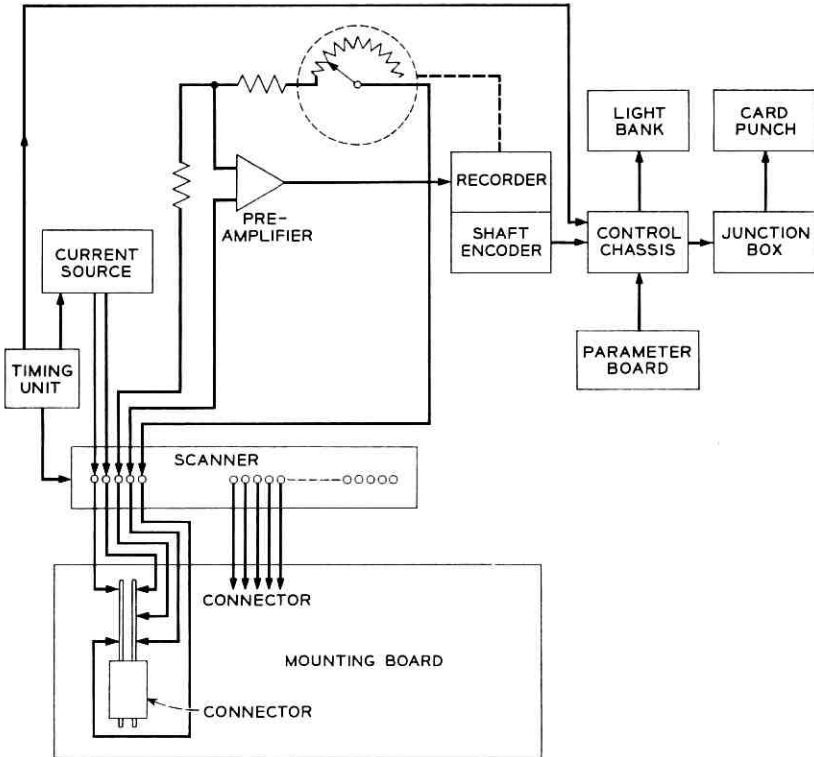 LIGHT
BANK
CARD
PUNCH
RECORDER
PRE-
AMPLIFIER
SHAFT
ENCODER
CONTROL
CHASSIS
JUNCTION
BOX
CURRENT
SOURCE
TIMING
UNIT
PARAMETER
BOARD
SCANNER
CONNECTOR
MOUNTING BOARD
CONNECTOR